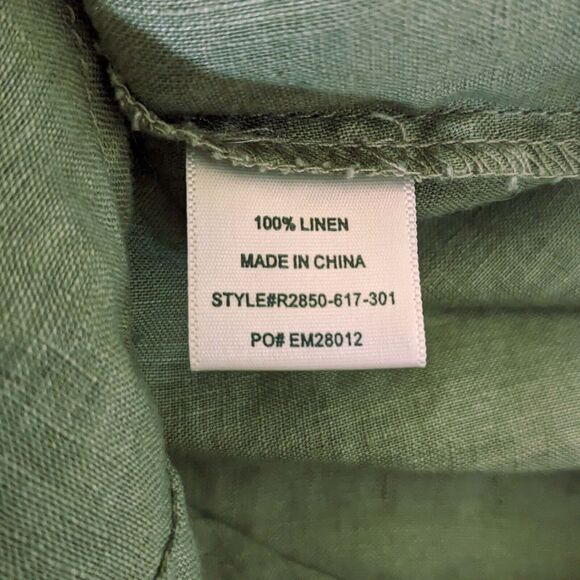 100% LINEN
MADE IN CHINA
STYLE#R2850-617-301
PO# EM28012